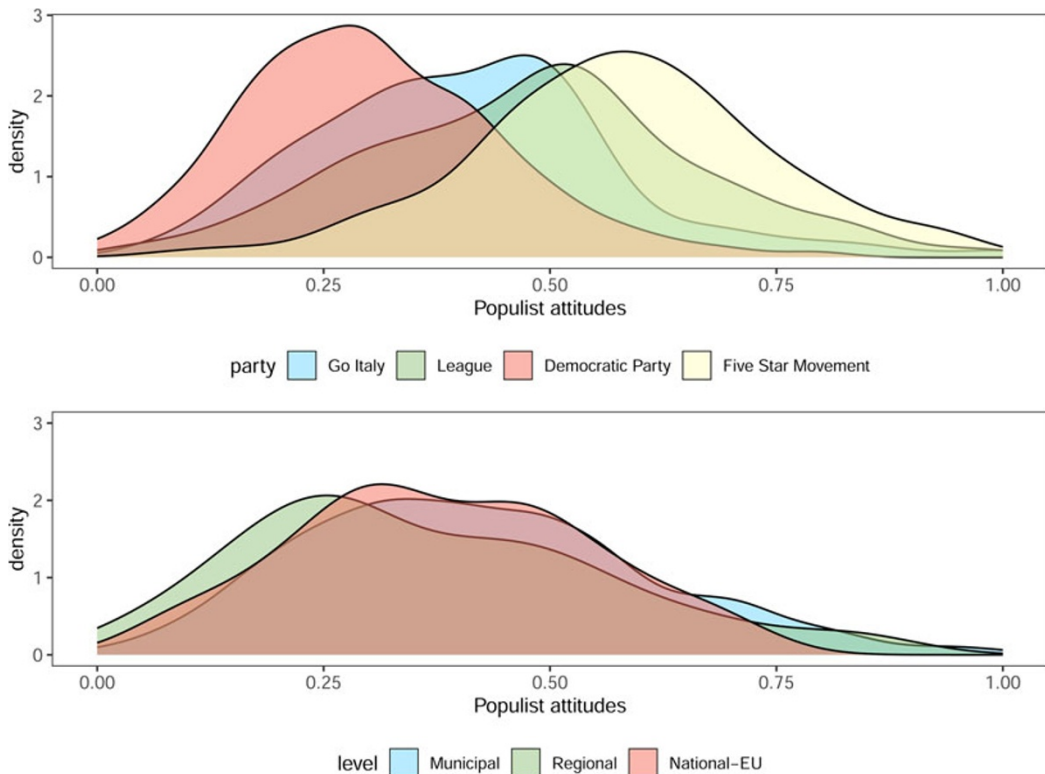 3
2
density
1
0
0.00 0.25 0.50 0.75 1.00
Populist attitudes
party Go Italy League Democratic Party Five Star Movement
3
2
density
1
0
0.00 0.25 0.50 0.75 1.00
Populist attitudes
level Municipal Regional National-EU